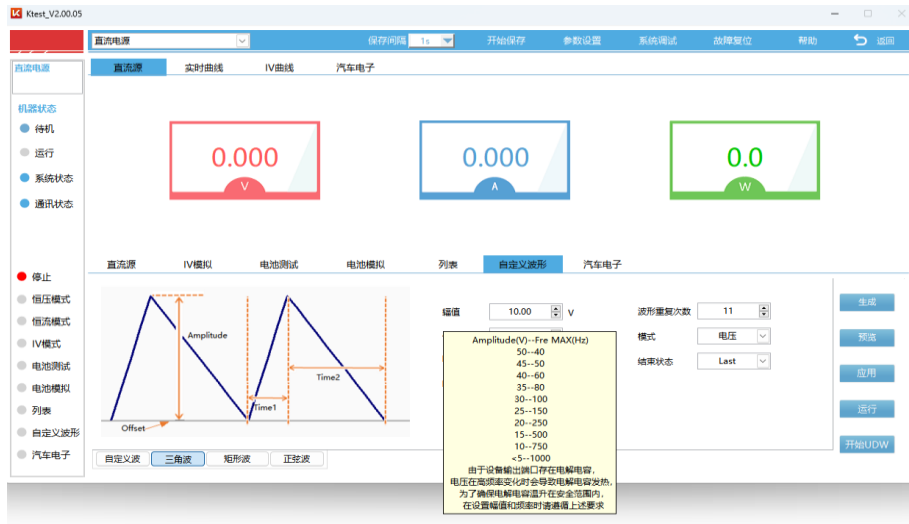 Ktest_V2.00.05
直流电源
保存间隔 1s 开始保存 参数设置 系统调试 故障复位 帮助 返回
直流电源
直流源 实时曲线 IV曲线 汽车电子
机器状态
待机
运行
系统状态
通讯状态
0.000
V
0.000
A
0.0
W
直流源 IV模拟 电池测试 电池模拟 列表 自定义波形 汽车电子
停止
恒压模式
恒流模式
IV模式
电池测试
电池模拟
列表
自定义波形
汽车电子
Amplitude
Time2
Time1
Offset
自定义波 三角波 矩形波 正弦波
幅值 10.00 V
波形重复次数 11
模式 电压
结束状态 Last
Amplitude(V)--Fre MAX(Hz)
50--40
45--50
40--60
35--80
30--100
25--150
20--250
15--500
10--750
<5--1000
由于设备输出端口存在电解电容,
电压在高频率变化时会导致电解电容发热,
为了确保电解电容温升在安全范围内,
在设置幅值和频率时请遵循上述要求
生成
预览
应用
运行
开始UDW